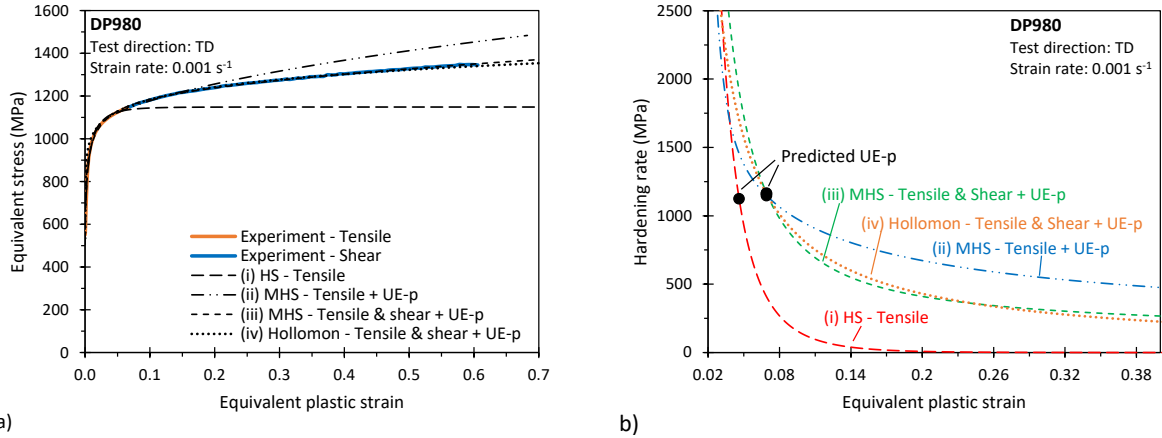 DP980
Test direction: TD
Strain rate: 0.001 s⁻¹
Equivalent stress (MPa)
1600
1400
1200
1000
800
600
400
200
0
Experiment - Tensile
Experiment - Shear
(i) HS - Tensile
(ii) MHS - Tensile + UE-p
(iii) MHS - Tensile & shear + UE-p
(iv) Hollomon - Tensile & shear + UE-p
0.0 0.1 0.2 0.3 0.4 0.5 0.6 0.7
Equivalent plastic strain
a)
DP980
Test direction: TD
Strain rate: 0.001 s⁻¹
Hardening rate (MPa)
2500
2000
1500
1000
500
0
Predicted UE-p
(iii) MHS - Tensile & Shear + UE-p
(iv) Hollomon - Tensile & Shear + UE-p
(ii) MHS - Tensile + UE-p
(i) HS - Tensile
0.02 0.08 0.14 0.2 0.26 0.32 0.38
Equivalent plastic strain
b)